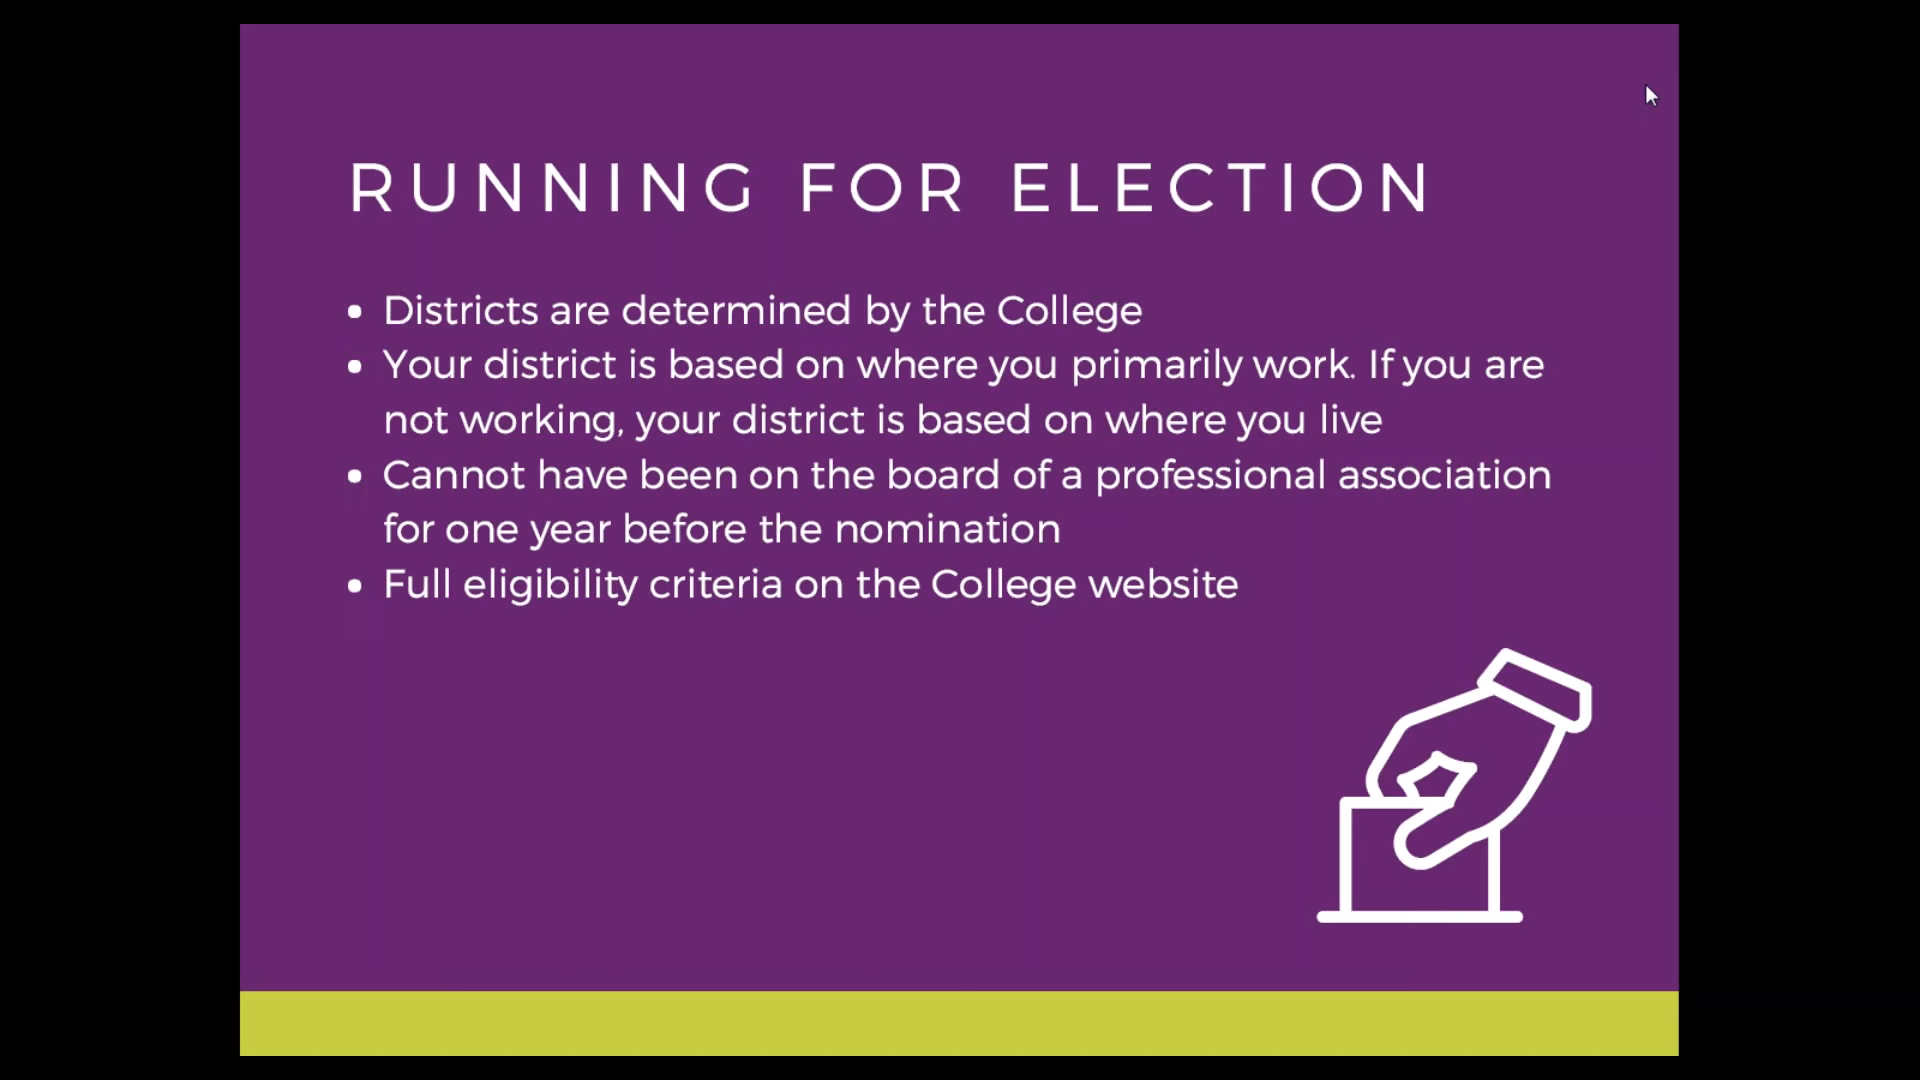 RUNNING FOR ELECTION
• Districts are determined by the College
• Your district is based on where you primarily work. If you are
not working, your district is based on where you live
• Cannot have been on the board of a professional association
for one year before the nomination
• Full eligibility criteria on the College website